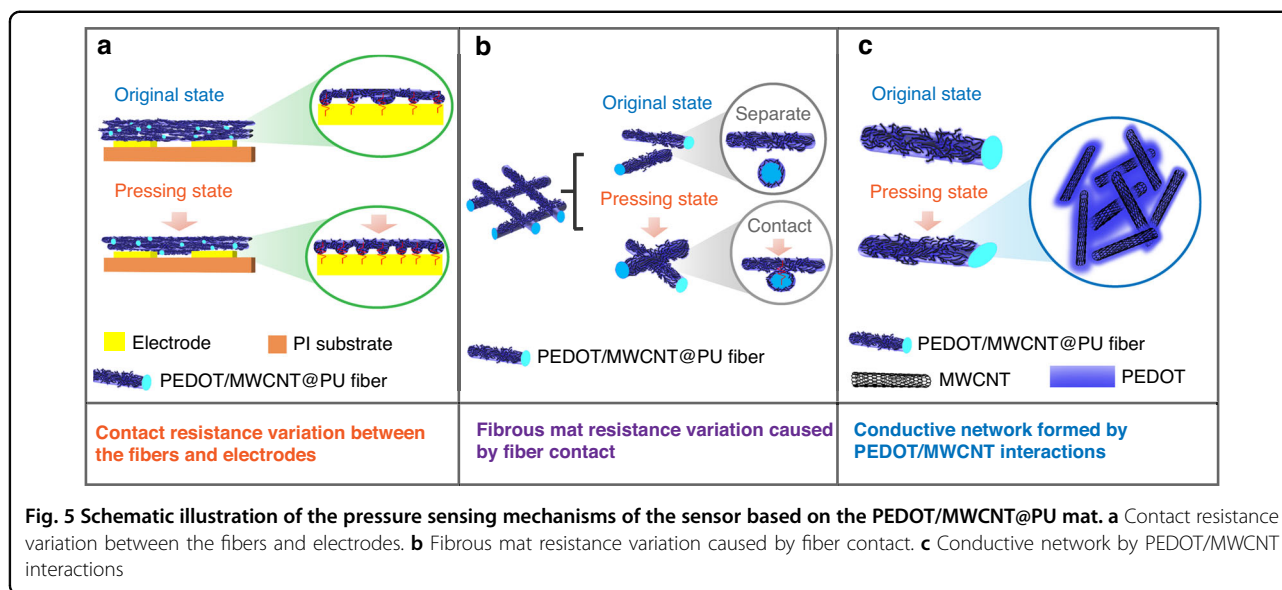 a
Original state
Pressing state
Electrode
PI substrate
PEDOT/MWCNT@PU fiber
Contact resistance variation between
the fibers and electrodes
b
Original state
Separate
Pressing state
Contact
PEDOT/MWCNT@PU fiber
Fibrous mat resistance variation caused
by fiber contact
c
Original state
Pressing state
PEDOT/MWCNT@PU fiber
MWCNT
PEDOT
Conductive network formed by
PEDOT/MWCNT interactions
Fig. 5 Schematic illustration of the pressure sensing mechanisms of the sensor based on the PEDOT/MWCNT@PU mat. a Contact resistance
variation between the fibers and electrodes. b Fibrous mat resistance variation caused by fiber contact. c Conductive network by PEDOT/MWCNT
interactions